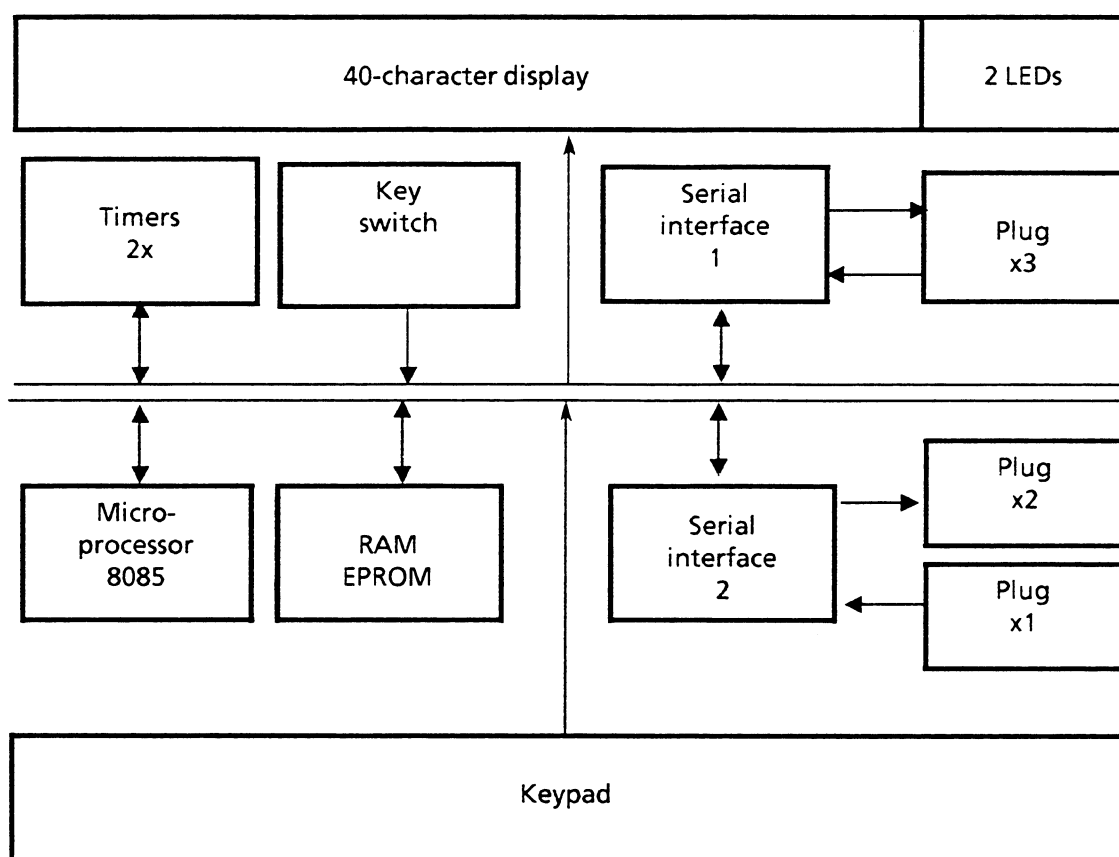 40-character display
2 LEDs
Timers
2x
Key
switch
Serial
interface
1
Plug
x3
Micro-
processor
8085
RAM
EPROM
Serial
interface
2
Plug
x2
Plug
x1
Keypad